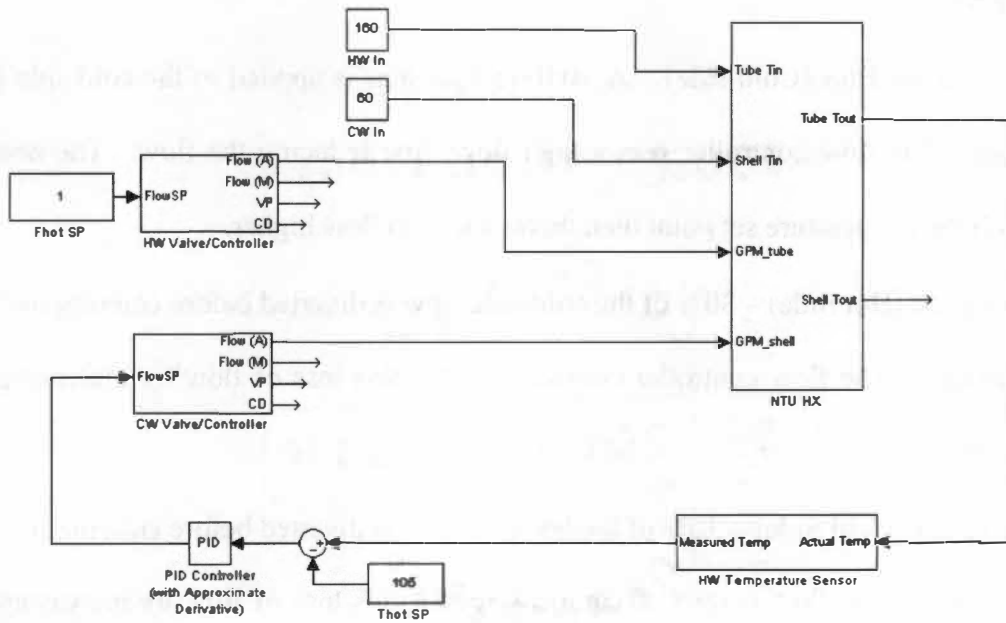 160
HW In
60
CW In
1
Fhot SP
FlowSP
Flow (A)
Flow (M)
VP
CD
HW Valve/Controller
FlowSP
Flow (A)
Flow (M)
VP
CD
CW Valve/Controller
Tube Tin
Tube Tout
Shell Tin
GPM_tube
Shell Tout
GPM_shell
NTU HX
PID
PID Controller
(with Approximate
Derivative)
- +
105
Thot SP
Measured Temp Actual Temp
HW Temperature Sensor